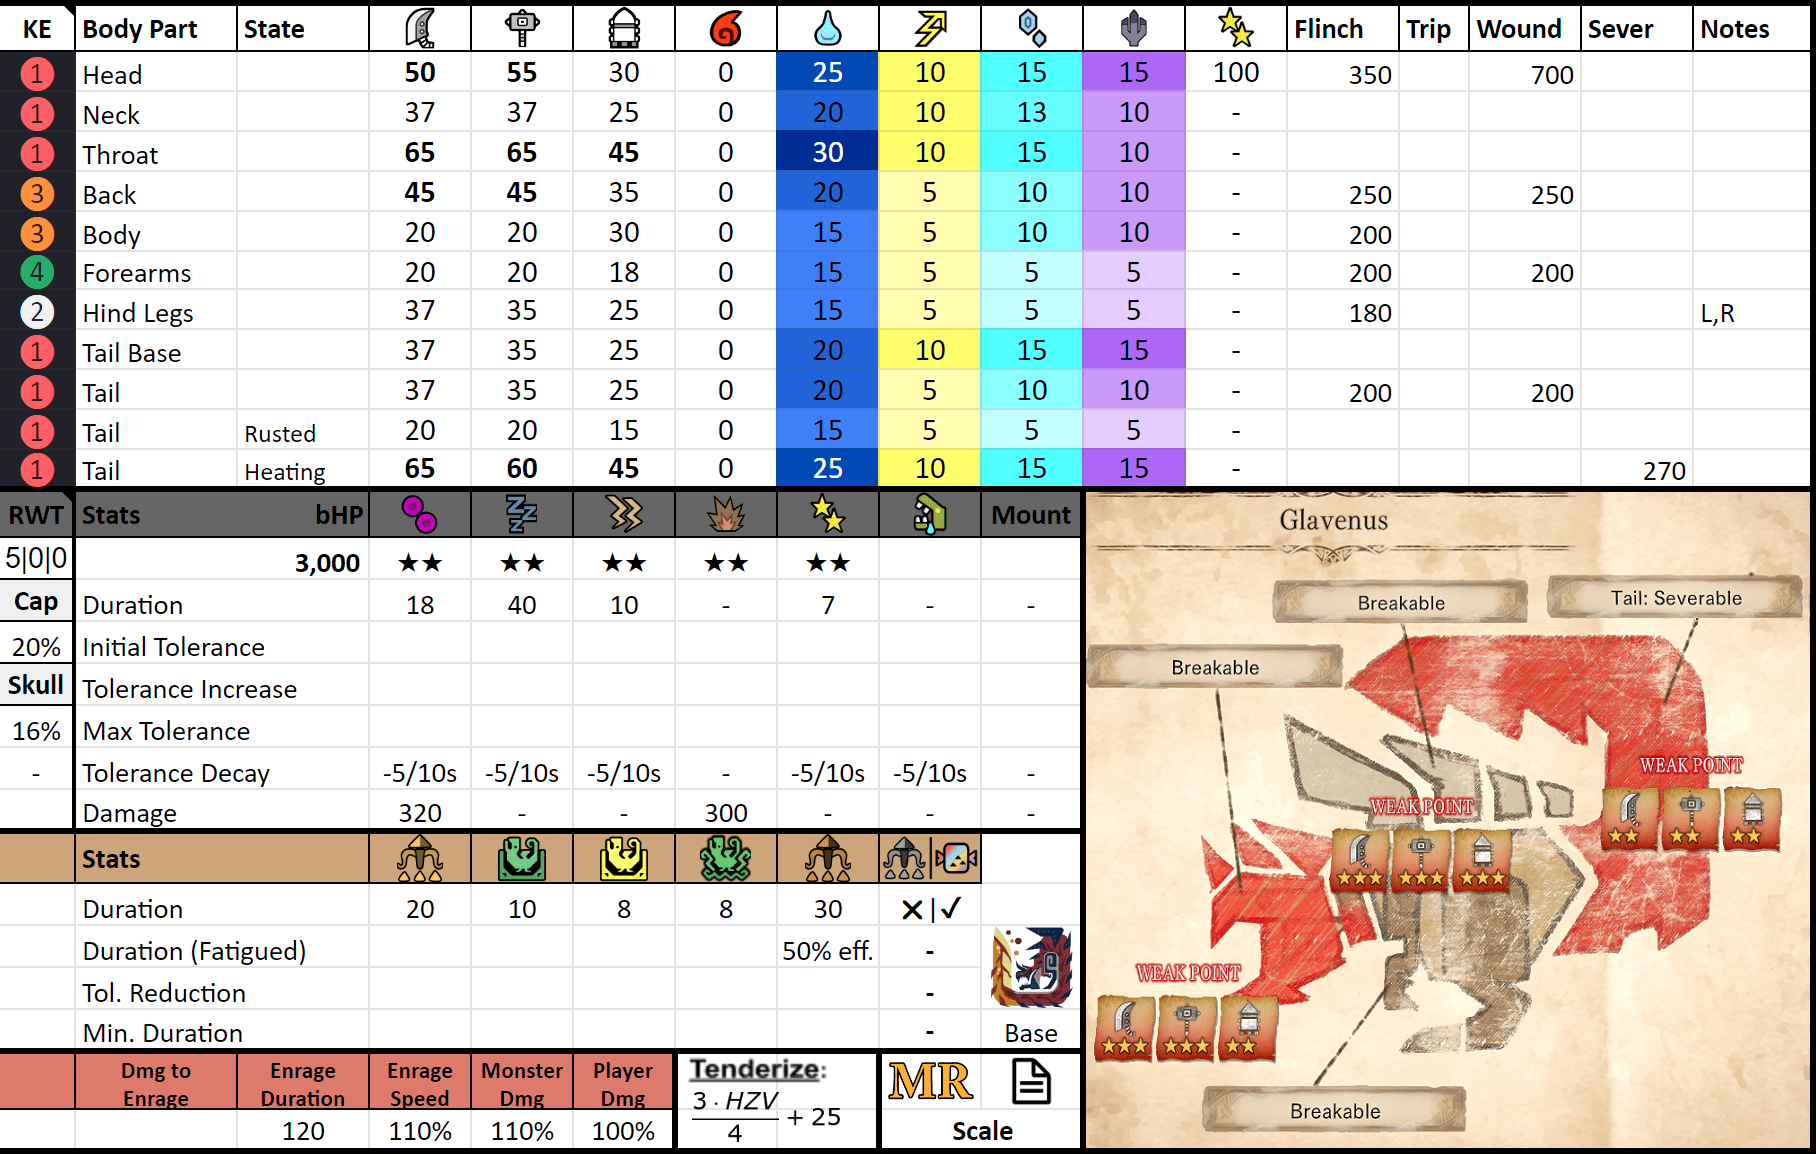 KE Body Part State Flinch Trip Wound Sever Notes
1 Head 50 55 30 0 25 10 15 15 100 350 700
1 Neck 37 37 25 0 20 10 13 10 -
1 Throat 65 65 45 0 30 10 15 10 -
3 Back 45 45 35 0 20 5 10 10 - 250 250
3 Body 20 20 30 0 15 5 10 10 - 200
4 Forearms 20 20 18 0 15 5 5 5 - 200 200
2 Hind Legs 37 35 25 0 15 5 5 5 - 180 L,R
1 Tail Base 37 35 25 0 20 10 15 15 -
1 Tail 37 35 25 0 20 5 10 10 - 200 200
1 Tail Rusted 20 20 15 0 15 5 5 5 -
1 Tail Heating 65 60 45 0 25 10 15 15 - 270
RWT Stats bHP Mount
5|0|0 3,000 ★★ ★★ ★★ ★★ ★★
Cap Duration 18 40 10 - 7 - -
20% Initial Tolerance
Skull Tolerance Increase
16% Max Tolerance
- Tolerance Decay -5/10s -5/10s -5/10s - -5/10s -5/10s -
Damage 320 - - 300 - - -
Stats
Duration 20 10 8 8 30 ✕|✓
Duration (Fatigued) 50% eff. -
Tol. Reduction -
Min. Duration - Base
Dmg to Enrage
Enrage Duration
Enrage Speed
Monster Dmg
Player Dmg
120 110% 110% 100%
Tenderize:
3 · HZV
4
+ 25
MR
Scale
Glavenus
Breakable
Tail: Severable
Breakable
WEAK POINT
WEAK POINT
WEAK POINT
Breakable